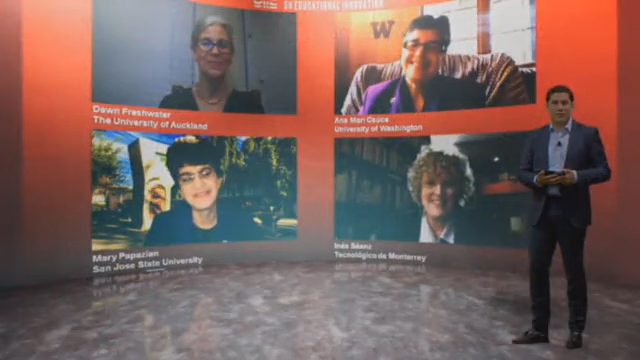 ON EDUCATIONAL INNOVATION
W
Dawn Freshwater
The University of Auckland
Ana Mari Cauce
University of Washington
Mary Papazian
San Jose State University
Inés Sáenz
Tecnológico de Monterrey